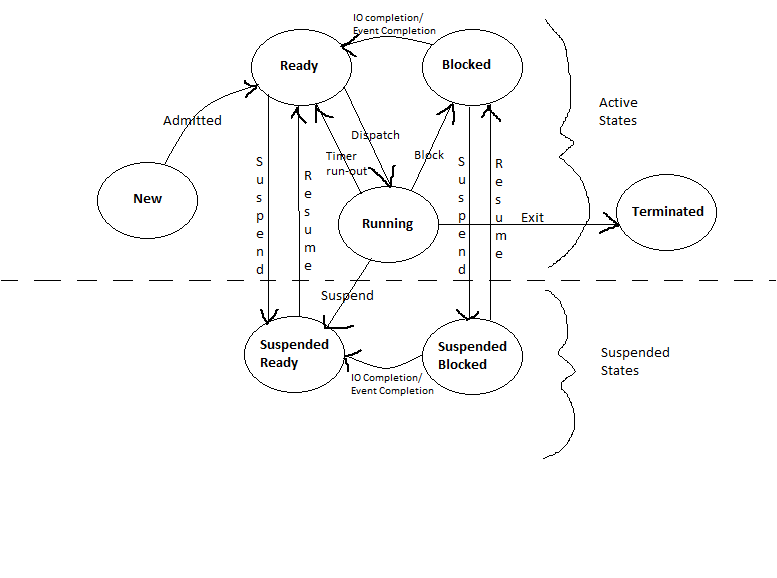 IO completion/
Event Completion
Ready
Blocked
Active
States
Admitted
Dispatch
Timer
run-out
Block
Suspend
Resume
Suspend
Resume
New
Running
Exit
Terminated
Suspend
Suspended
Ready
Suspended
Blocked
Suspended
States
IO Completion/
Event Completion